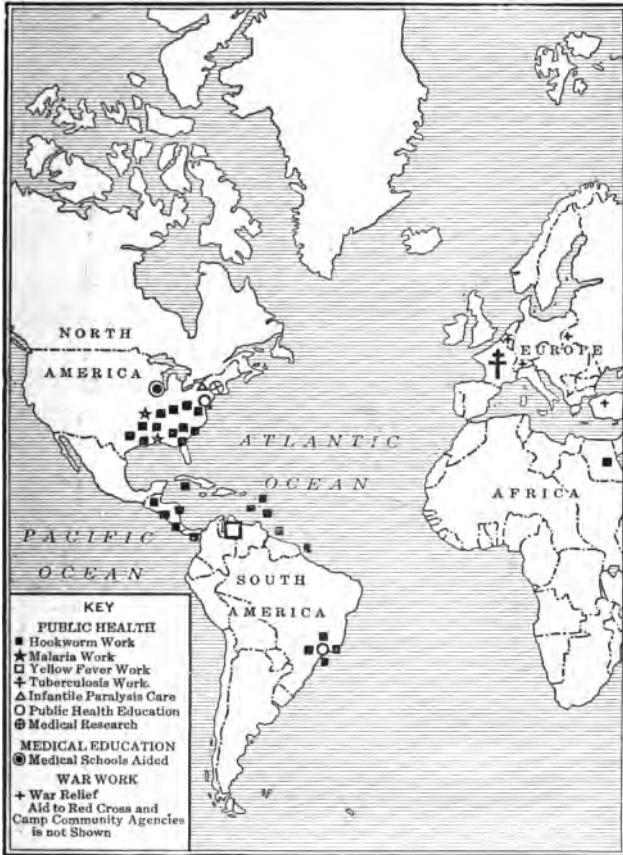 NORTH
AMERICA
EUROPE
ATLANTIC
OCEAN
AFRICA
PACIFIC
OCEAN
SOUTH
AMERICA
KEY
PUBLIC HEALTH
Hookworm Work
Malaria Work
Yellow Fever Work
Tuberculosis Work
Infantile Paralysis Care
Public Health Education
Medical Research
MEDICAL EDUCATION
Medical Schools Aided
WAR WORK
War Relief
Aid to Red Cross and
Camp Community Agencies
is not Shown